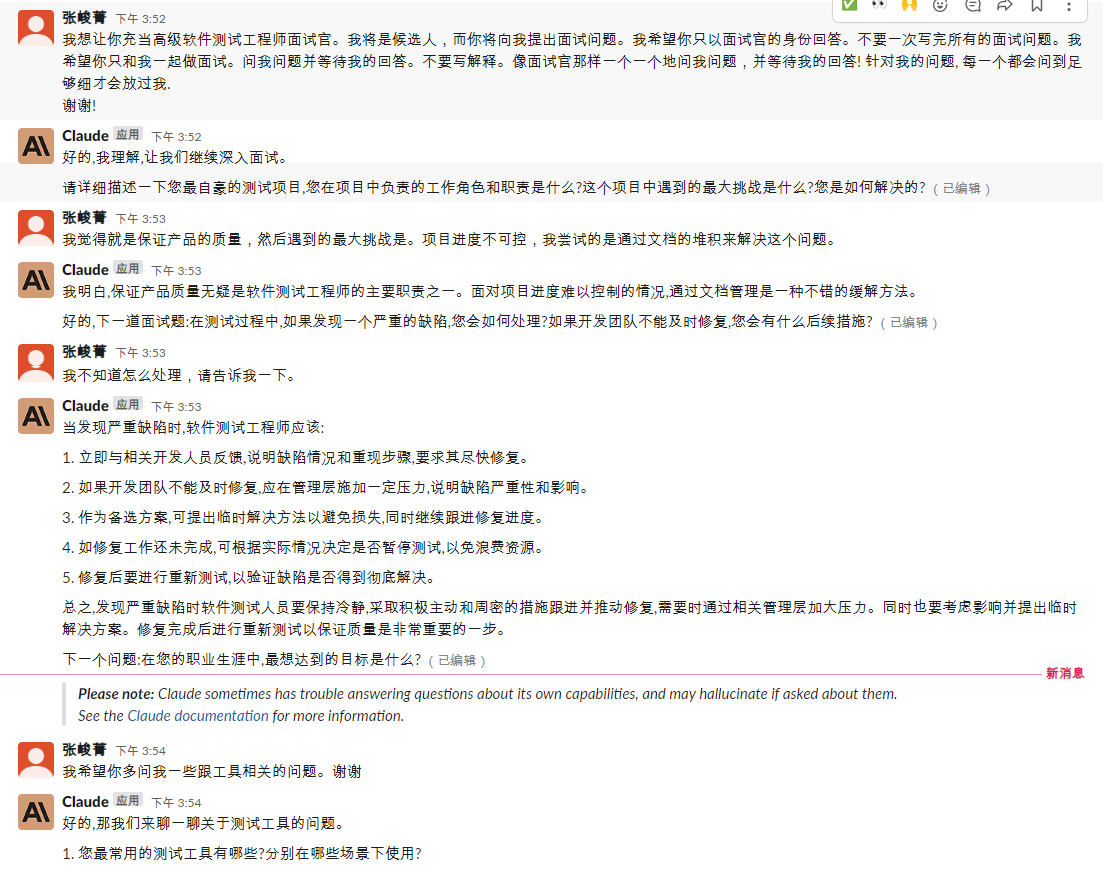 张峻菁 下午 3:52
我想让你充当高级软件测试工程师面试官。我将是候选人，而你将向我提出面试问题。我希望你只以面试官的身份回答。不要一次写完所有的面试问题。我
希望你只和我一起做面试。问我问题并等待我的回答。不要写解释。像面试官那样一个一个地问我问题，并等待我的回答! 针对我的问题, 每一个都会问到足
够细才会放过我.
谢谢!
Claude 应用 下午 3:52
好的,我理解,让我们继续深入面试。
请详细描述一下您最自豪的测试项目,您在项目中负责的工作角色和职责是什么?这个项目中遇到的最大挑战是什么?您是如何解决的? （已编辑）
张峻菁 下午 3:53
我觉得就是保证产品的质量，然后遇到的最大挑战是。项目进度不可控，我尝试的是通过文档的堆积来解决这个问题。
Claude 应用 下午 3:53
我明白,保证产品质量无疑是软件测试工程师的主要职责之一。面对项目进度难以控制的情况,通过文档管理是一种不错的缓解方法。
好的,下一道面试题:在测试过程中,如果发现一个严重的缺陷,您会如何处理?如果开发团队不能及时修复,您会有什么后续措施? （已编辑）
张峻菁 下午 3:53
我不知道怎么处理，请告诉我一下。
Claude 应用 下午 3:53
当发现严重缺陷时,软件测试工程师应该:
1. 立即与相关开发人员反馈,说明缺陷情况和重现步骤,要求其尽快修复。
2. 如果开发团队不能及时修复,应在管理层施加一定压力,说明缺陷严重性和影响。
3. 作为备选方案,可提出临时解决方法以避免损失,同时继续跟进修复进度。
4. 如修复工作还未完成,可根据实际情况决定是否暂停测试,以免浪费资源。
5. 修复后要进行重新测试,以验证缺陷是否得到彻底解决。
总之,发现严重缺陷时软件测试人员要保持冷静,采取积极主动和周密的措施跟进并推动修复,需要时通过相关管理层加大压力。同时也要考虑影响并提出临时
解决方案。修复完成后进行重新测试以保证质量是非常重要的一步。
下一个问题:在您的职业生涯中,最想达到的目标是什么? （已编辑）
新消息
Please note: Claude sometimes has trouble answering questions about its own capabilities, and may hallucinate if asked about them.
See the Claude documentation for more information.
张峻菁 下午 3:54
我希望你多问我一些跟工具相关的问题。谢谢
Claude 应用 下午 3:54
好的,那我们来聊一聊关于测试工具的问题。
1. 您最常用的测试工具有哪些?分别在哪些场景下使用?